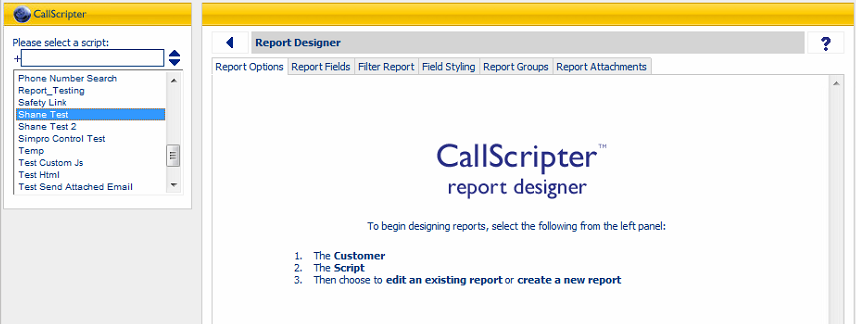 CallScripter
Please select a script:
+
Phone Number Search
Report_Testing
Safety Link
Shane Test
Shane Test 2
Simpro Control Test
Temp
Test Custom Js
Test Html
Test Send Attached Email
Report Designer
?
Report Options
Report Fields
Filter Report
Field Styling
Report Groups
Report Attachments
CallScripter™
report designer
To begin designing reports, select the following from the left panel:
1. The Customer
2. The Script
3. Then choose to edit an existing report or create a new report